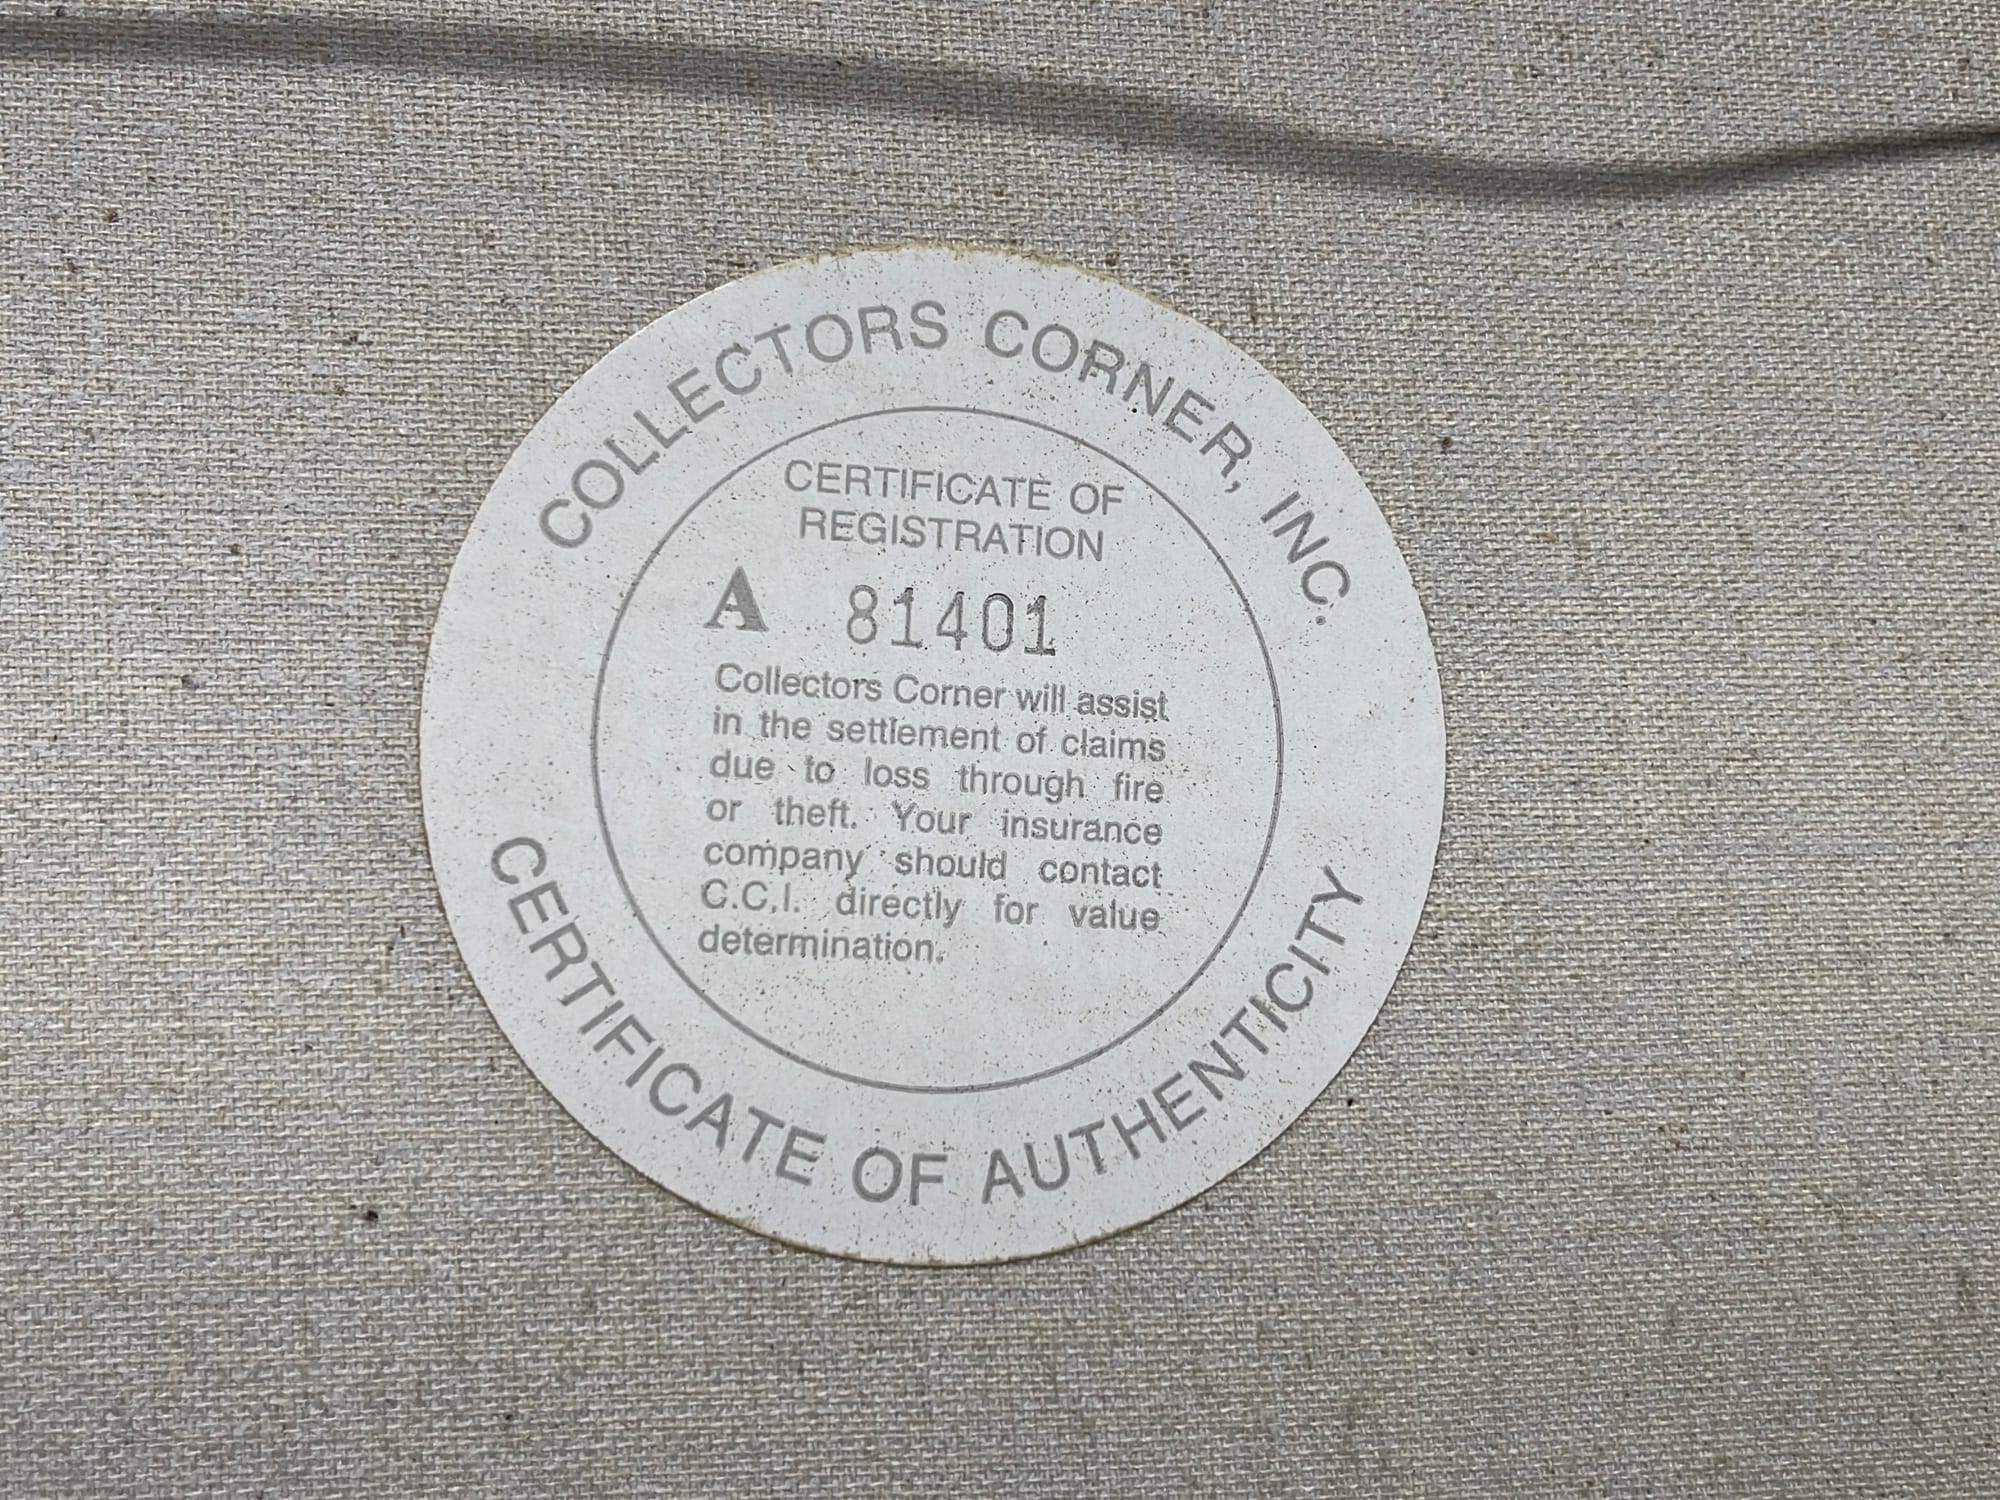 COLLECTORS CORNER, INC.
CERTIFICATE OF
REGISTRATION
A 81401
Collectors Corner will assist
in the settlement of claims
due to loss through fire
or theft. Your insurance
company should contact
C.C.I. directly for value
determination.
CERTIFICATE OF AUTHENTICITY